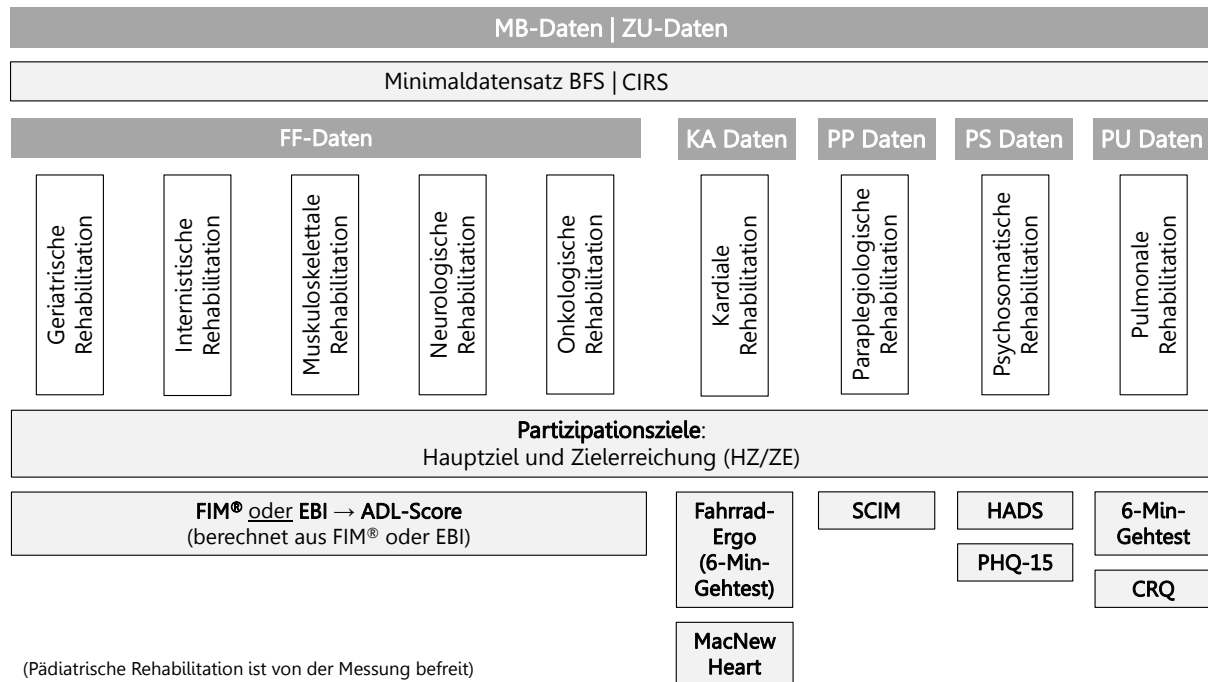 MB-Daten | ZU-Daten
Minimaldatensatz BFS | CIRS
FF-Daten
KA Daten
PP Daten
PS Daten
PU Daten
Geriatrische
Rehabilitation
Internistische
Rehabilitation
Muskuloskelettale
Rehabilitation
Neurologische
Rehabilitation
Onkologische
Rehabilitation
Kardiale
Rehabilitation
Paraplegiologische
Rehabilitation
Psychosomatische
Rehabilitation
Pulmonale
Rehabilitation
Partizipationsziele:
Hauptziel und Zielerreichung (HZ/ZE)
FIM® oder EBI → ADL-Score
(berechnet aus FIM® oder EBI)
Fahrrad-
Ergo
(6-Min-
Gehtest)
MacNew
Heart
SCIM
HADS
PHQ-15
6-Min-
Gehtest
CRQ
(Pädiatrische Rehabilitation ist von der Messung befreit)